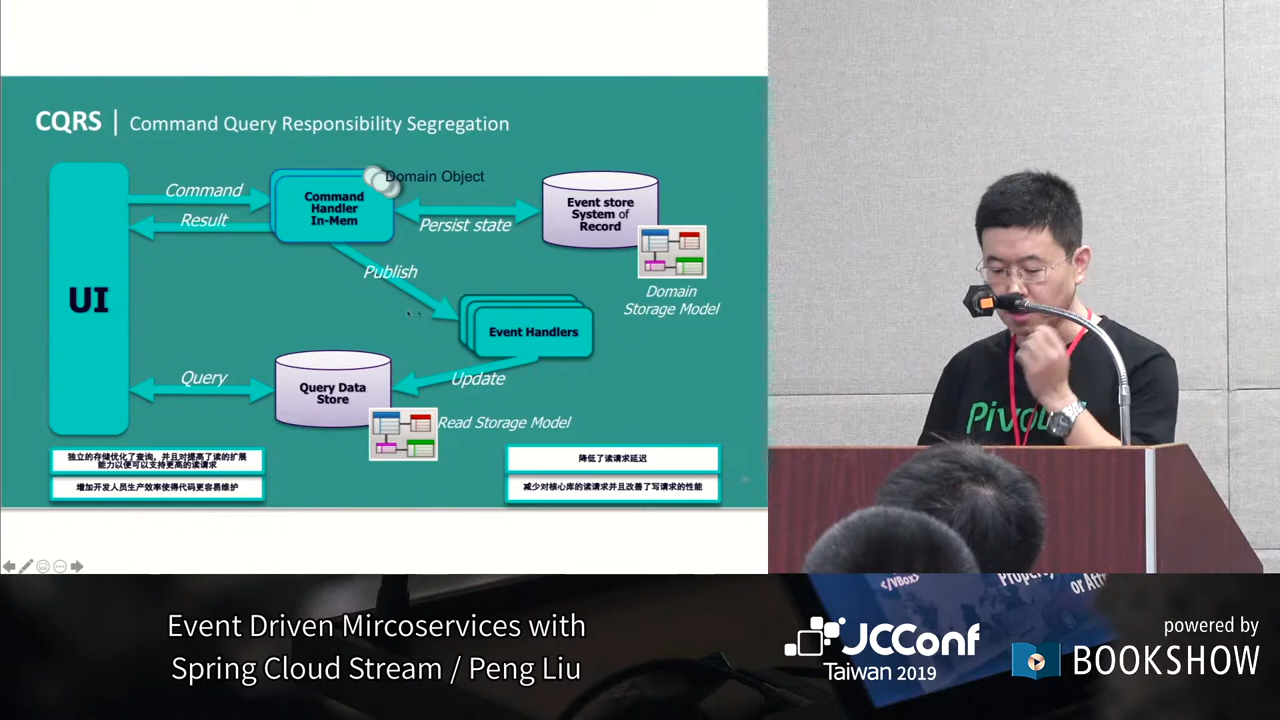 CQRS | Command Query Responsibility Segregation
Domain Object
Command
Result
Command
Handler
In-Mem
Persist state
Event store
System of
Record
Domain
Storage Model
Publish
UI
Event Handlers
Query
Query Data
Store
Update
Read Storage Model
独立的存储优化了查询，并且对提高了读的扩展
能力以便可以支持更高的读请求
增加开发人员生产效率使得代码更容易维护
降低了读请求延迟
减少对核心库的读请求并且改善了写请求的性能
</VBox>
or
Event Driven Mircoservices with
Spring Cloud Stream / Peng Liu
JCConf
Taiwan 2019
powered by
BOOKSHOW